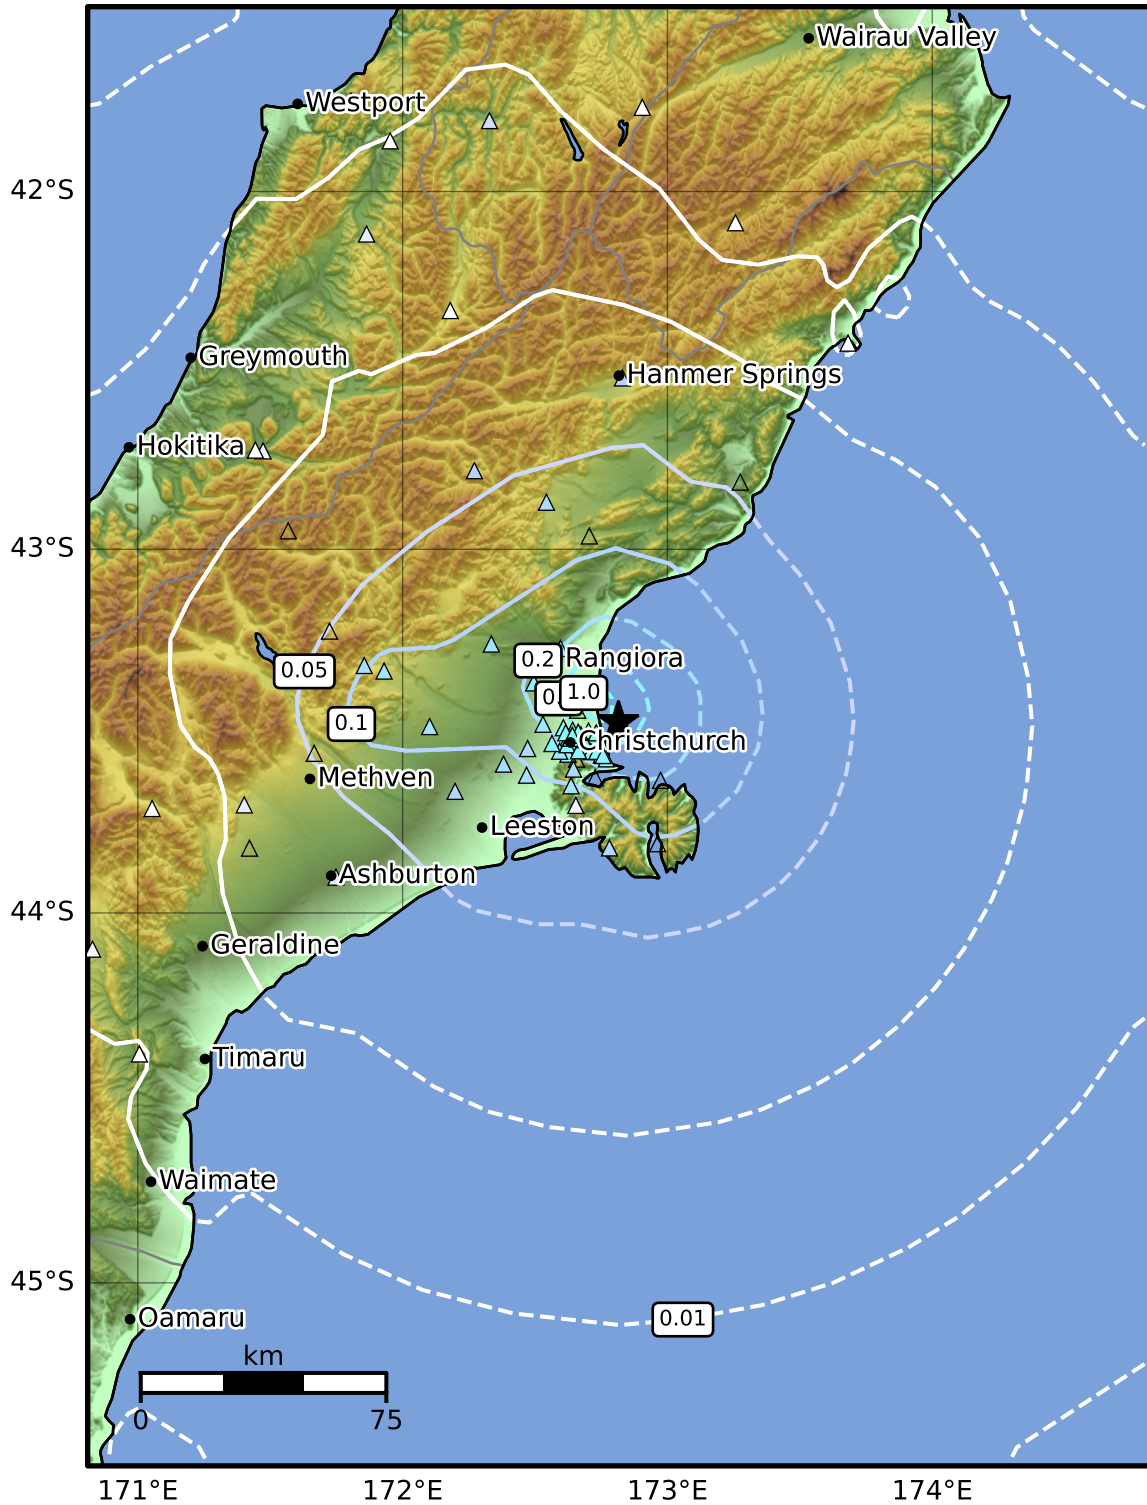 Wairau Valley
Westport
42°S
Greymouth
Hanmer Springs
Hokitika
43°S
0.2
Rangiora
0.05
1.0
0.1
Christchurch
Methven
Leeston
Ashburton
44°S
Geraldine
Timaru
Waimate
45°S
0.01
Oamaru
km
0
75
171°E
172°E
173°E
174°E